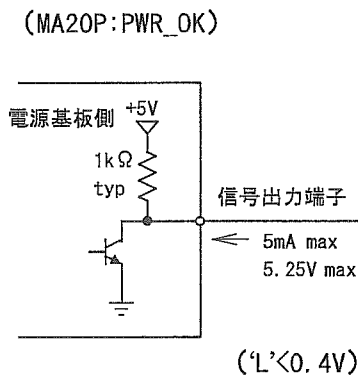 (MA20P:PWR_OK)
電源基板側
+5V
1kΩ
typ
信号出力端子
5mA max
5.25V max
('L'<0.4V)